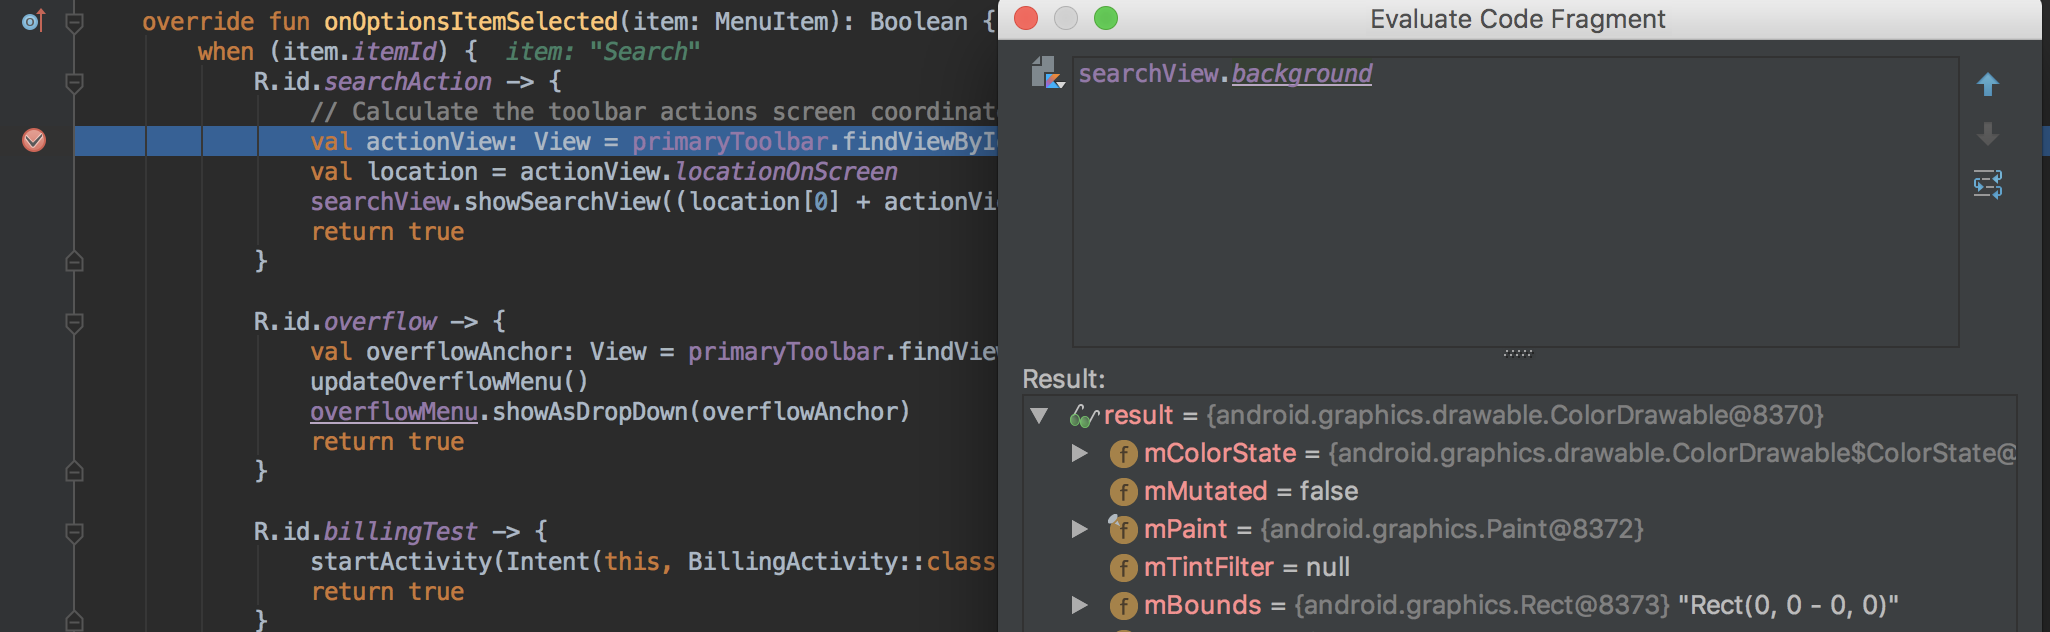 override fun onOptionsItemSelected(item: MenuItem): Boolean {
when (item.itemId) { item: "Search"
R.id.searchAction -> {
// Calculate the toolbar actions screen coordinat
val actionView: View = primaryToolbar.findViewById
val location = actionView.locationOnScreen
searchView.showSearchView((location[0] + actionVi
return true
}
R.id.overflow -> {
val overflowAnchor: View = primaryToolbar.findView
updateOverflowMenu()
overflowMenu.showAsDropDown(overflowAnchor)
return true
}
R.id.billingTest -> {
startActivity(Intent(this, BillingActivity::class
return true
}
Evaluate Code Fragment
searchView.background
Result:
result = {android.graphics.drawable.ColorDrawable@8370}
mColorState = {android.graphics.drawable.ColorDrawable$ColorState@
mMutated = false
mPaint = {android.graphics.Paint@8372}
mTintFilter = null
mBounds = {android.graphics.Rect@8373} "Rect(0, 0 - 0, 0)"